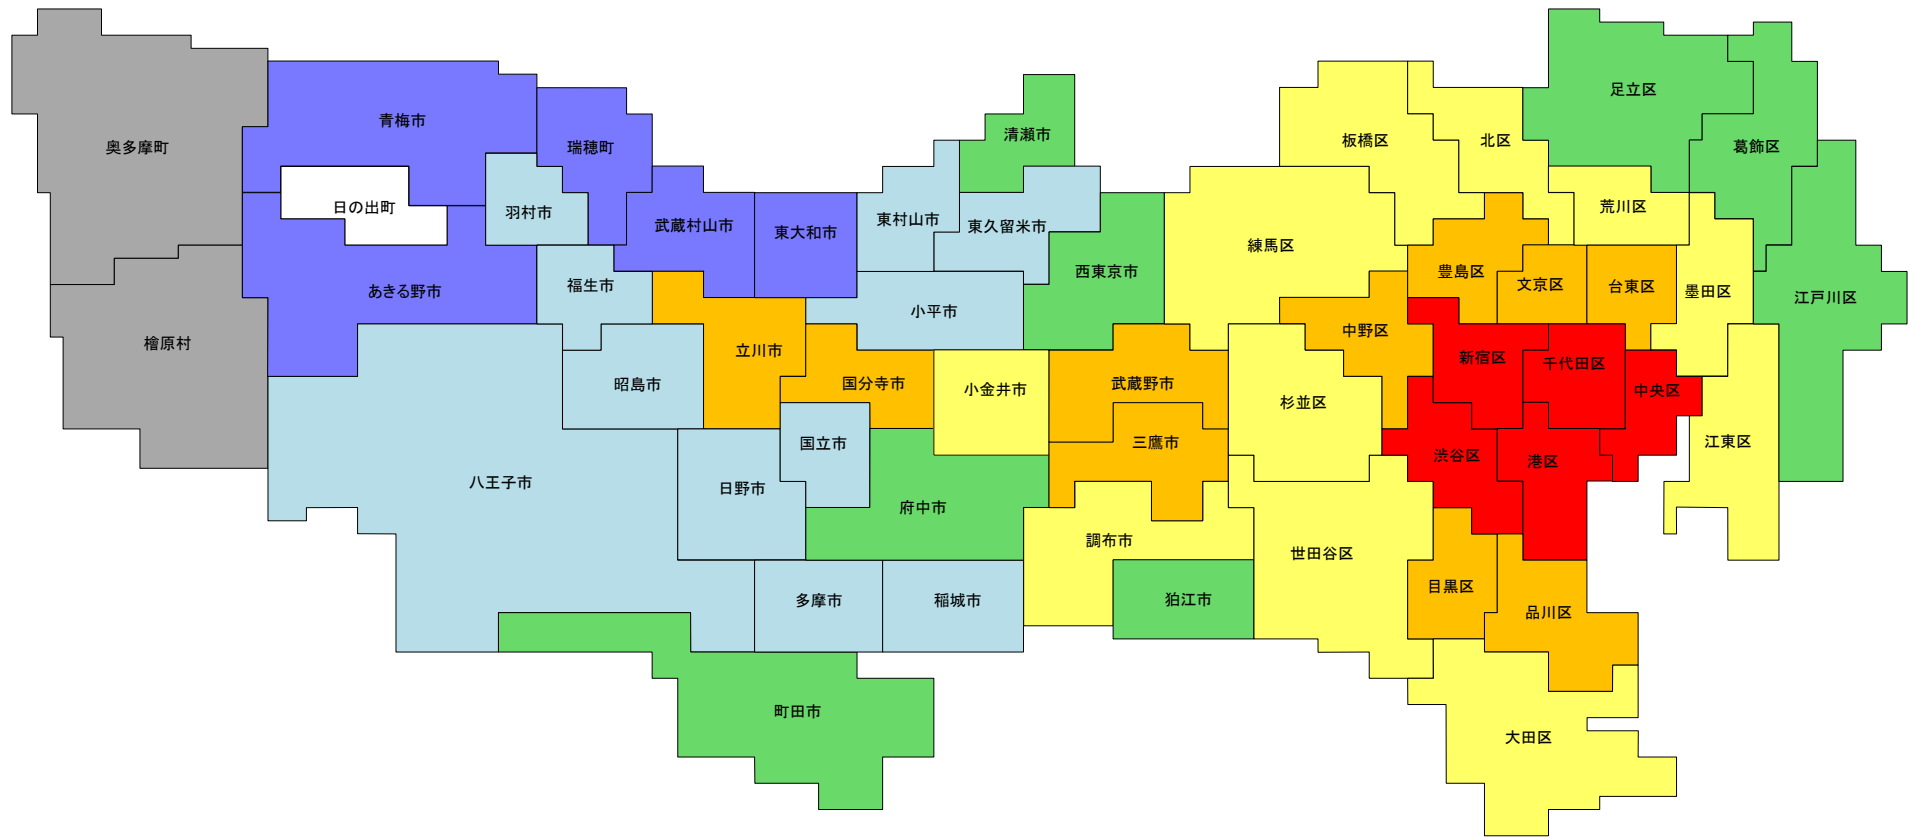 足立区
青梅市
清瀬市
板橋区
北区
奥多摩町
瑞穂町
葛飾区
日の出町
羽村市
武蔵村山市
東大和市
東村山市
東久留米市
荒川区
練馬区
西東京市
豊島区
文京区
台東区
墨田区
江戸川区
あきる野市
福生市
小平市
中野区
檜原村
立川市
新宿区
千代田区
昭島市
国分寺市
小金井市
武蔵野市
中央区
杉並区
国立市
三鷹市
江東区
渋谷区
港区
八王子市
日野市
府中市
調布市
世田谷区
目黒区
多摩市
稲城市
狛江市
品川区
町田市
大田区